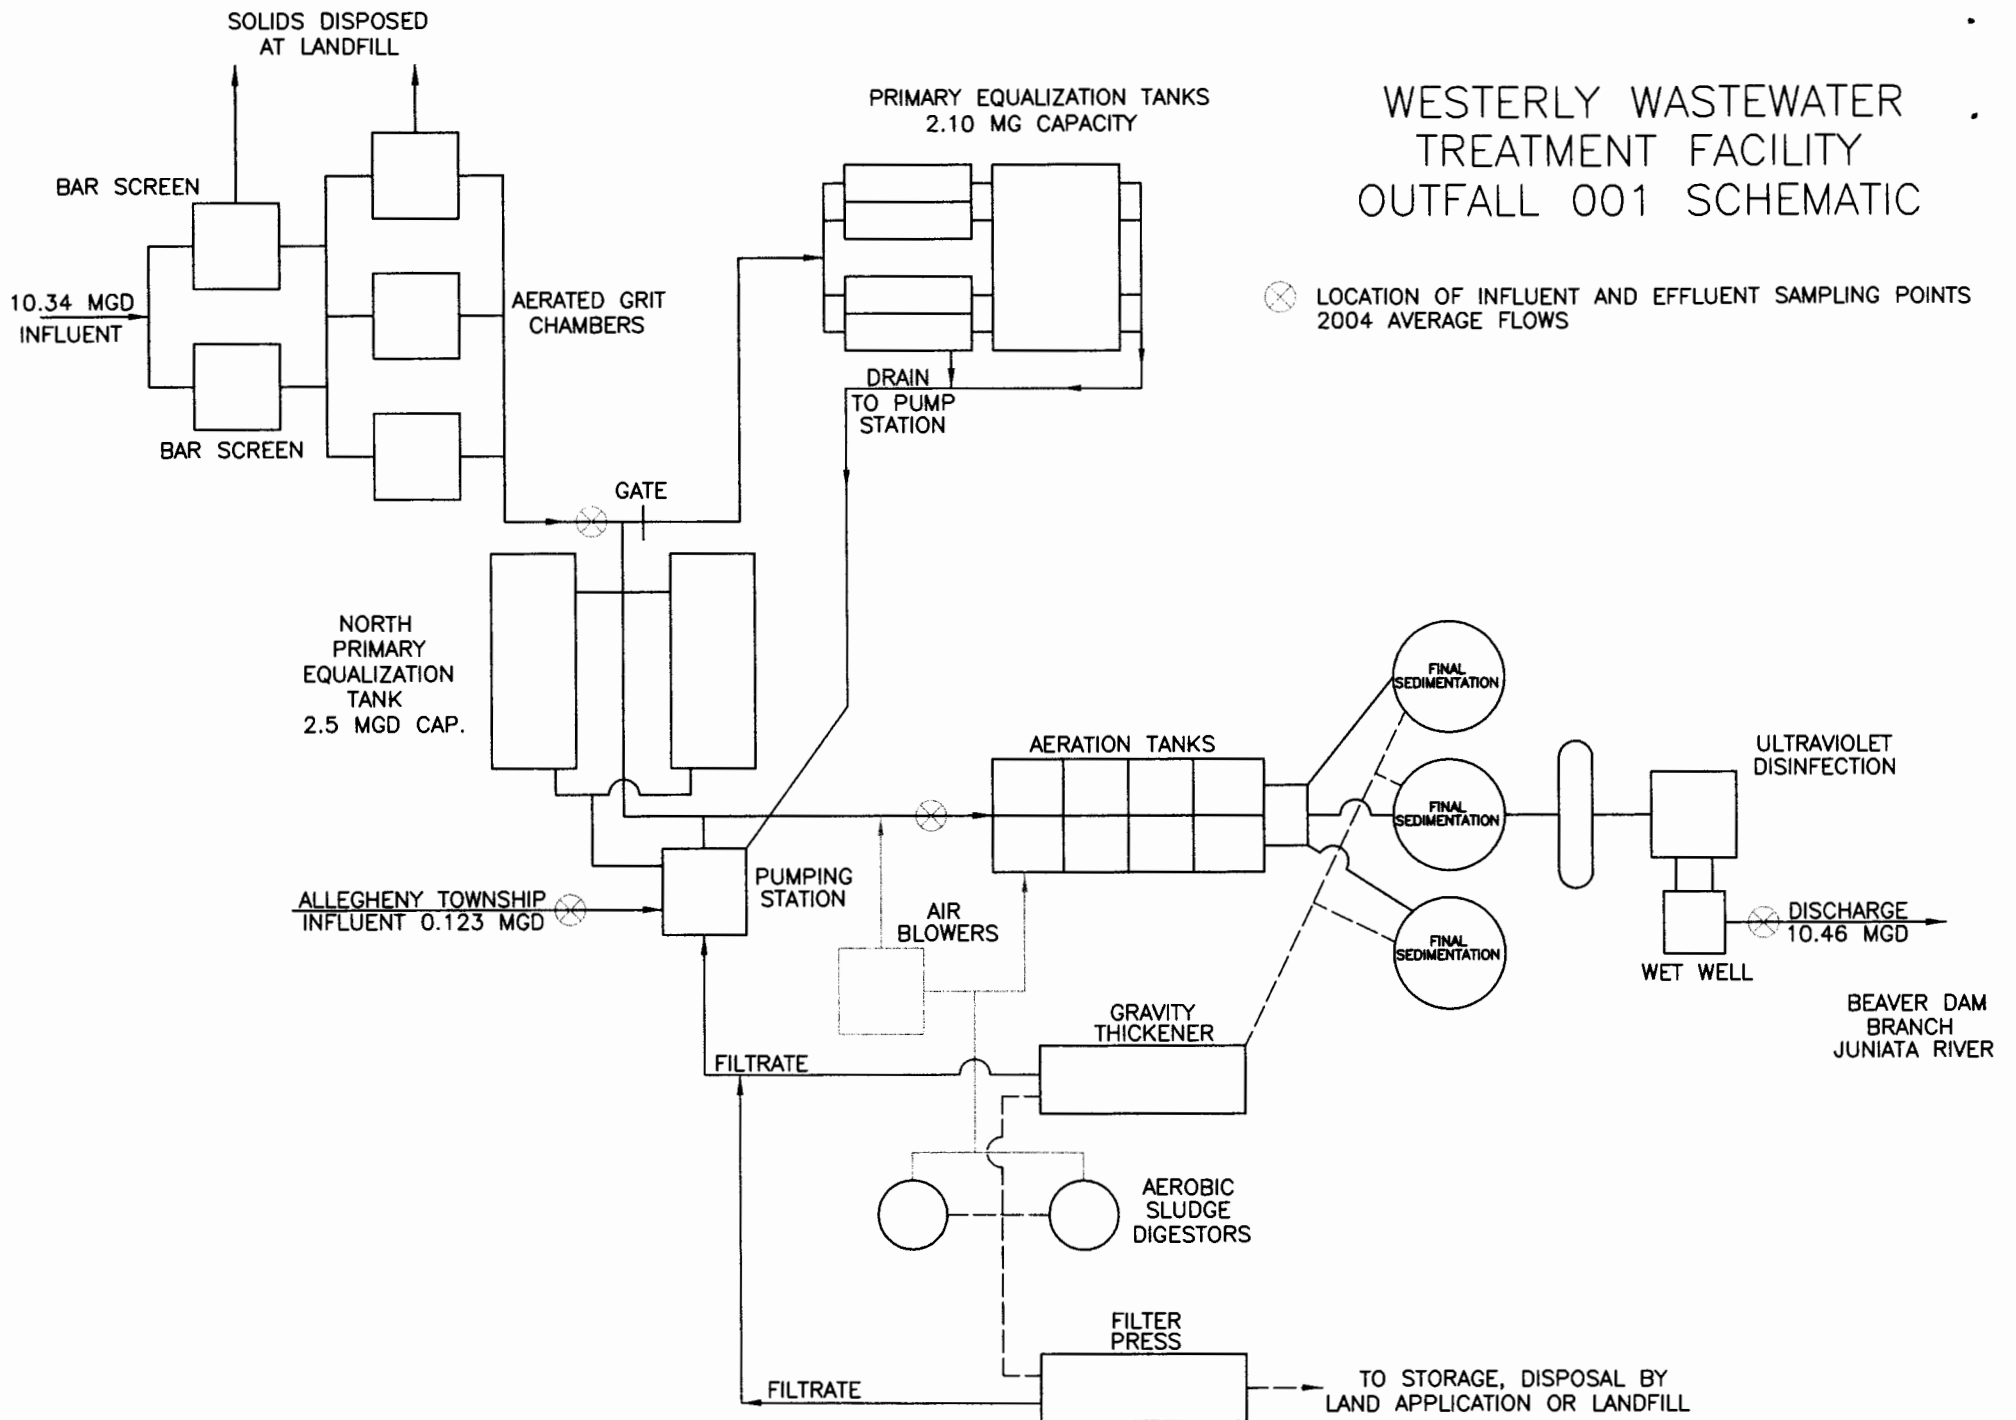 SOLIDS DISPOSED
AT LANDFILL
PRIMARY EQUALIZATION TANKS
2.10 MG CAPACITY
WESTERLY WASTEWATER
TREATMENT FACILITY
OUTFALL 001 SCHEMATIC
BAR SCREEN
10.34 MGD
INFLUENT
AERATED GRIT
CHAMBERS
LOCATION OF INFLUENT AND EFFLUENT SAMPLING POINTS
2004 AVERAGE FLOWS
DRAIN
TO PUMP
STATION
BAR SCREEN
GATE
NORTH
PRIMARY
EQUALIZATION
TANK
2.5 MGD CAP.
AERATION TANKS
FINAL
SEDIMENTATION
FINAL
SEDIMENTATION
FINAL
SEDIMENTATION
ULTRAVIOLET
DISINFECTION
PUMPING
STATION
ALLEGHENY TOWNSHIP
INFLUENT 0.123 MGD
AIR
BLOWERS
DISCHARGE
10.46 MGD
WET WELL
BEAVER DAM
BRANCH
JUNIATA RIVER
GRAVITY
THICKENER
FILTRATE
AEROBIC
SLUDGE
DIGESTORS
FILTER
PRESS
FILTRATE
TO STORAGE, DISPOSAL BY
LAND APPLICATION OR LANDFILL